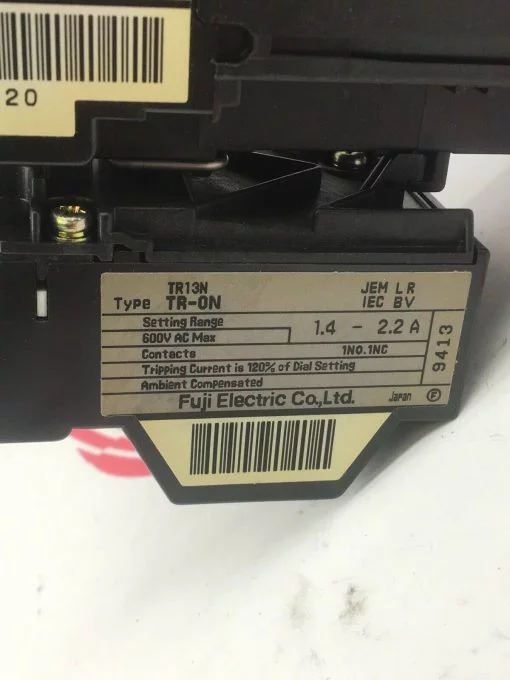 20
TR13N
JEM L R
Type TR-0N
IEC BV
Setting Range
1.4 - 2.2 A
600V AC Max
Contacts
1NO.1NC
Tripping Current is 120% of Dial Setting
Ambient Compensated
9413
Fuji Electric Co.,Ltd.
Japan
F